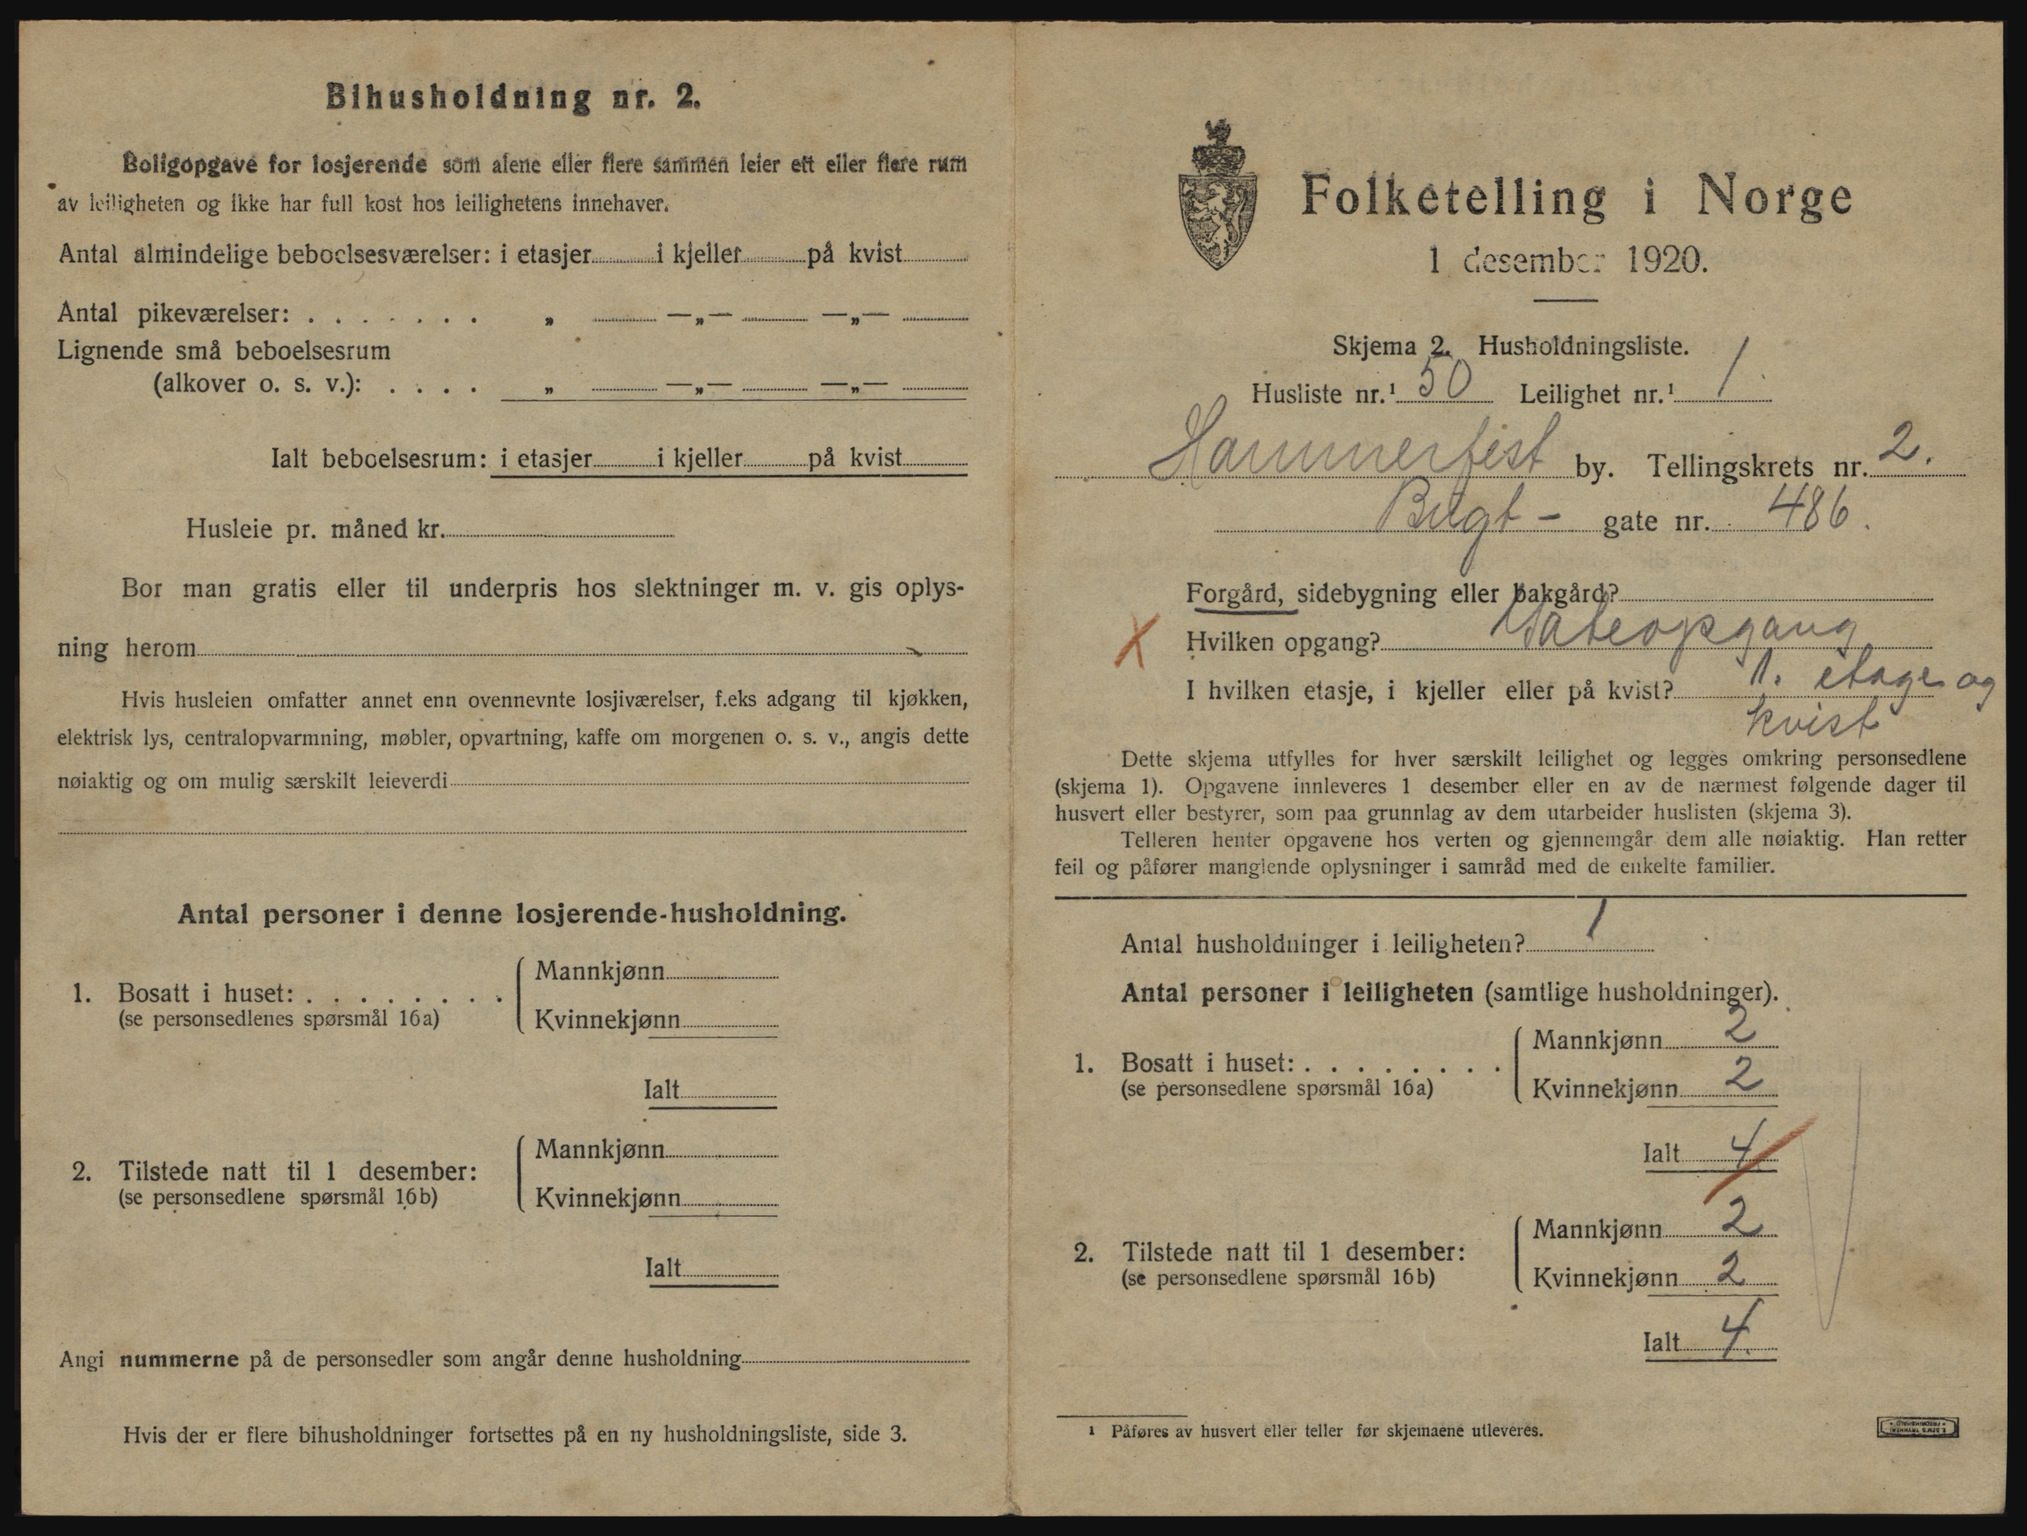 Bihusholdning nr. 2.
Boligopgave for losjerende som alene eller flere sammen leier ett eller flere rum
av leiligheten og ikke har full kost hos leilighetens innehaver.
Antal almindelige beboelsesværelser: i etasjer i kjeller på kvist
Antal pikeværelser: . . . . . . . „ —„— —„—
Lignende små beboelsesrum
(alkover o. s. v.): . . . . „ —„— —„—
Ialt beboelsesrum: i etasjer i kjeller på kvist
Husleie pr. måned kr.
Bor man gratis eller til underpris hos slektninger m. v. gis oplys-
ning herom
Hvis husleien omfatter annet enn ovennevnte losjiværelser, f.eks adgang til kjøkken,
elektrisk lys, centralopvarmning, møbler, opvartning, kaffe om morgenen o. s. v., angis dette
nøiaktig og om mulig særskilt leieverdi
Antal personer i denne losjerende-husholdning.
1. Bosatt i huset: . . . . . . . . Mannkjønn
(se personsedlenes spørsmål 16a) Kvinnekjønn
Ialt
2. Tilstede natt til 1 desember: Mannkjønn
(se personsedlene spørsmål 16b) Kvinnekjønn
Ialt
Angi nummerne på de personsedler som angår denne husholdning
Hvis der er flere bihusholdninger fortsettes på en ny husholdningsliste, side 3.
Folketelling i Norge
1 desember 1920.
Skjema 2. Husholdningsliste.
Husliste nr.¹ 50 Leilighet nr.¹ 1
Hammerfest by. Tellingskrets nr. 2.
Bugt - gate nr. 486.
Forgård, sidebygning eller bakgård?
X Hvilken opgang? Gateopgang
I hvilken etasje, i kjeller eller på kvist? 1. etage og
kvist
Dette skjema utfylles for hver særskilt leilighet og legges omkring personsedlene
(skjema 1). Opgavene innleveres 1 desember eller en av de nærmest følgende dager til
husvert eller bestyrer, som paa grunnlag av dem utarbeider huslisten (skjema 3).
Telleren henter opgavene hos verten og gjennemgår dem alle nøiaktig. Han retter
feil og påfører manglende oplysninger i samråd med de enkelte familier.
Antal husholdninger i leiligheten? 1
Antal personer i leiligheten (samtlige husholdninger).
1. Bosatt i huset: . . . . . . . . Mannkjønn 2
(se personsedlene spørsmål 16a) Kvinnekjønn 2
Ialt 4
2. Tilstede natt til 1 desember: Mannkjønn 2
(se personsedlene spørsmål 16b) Kvinnekjønn 2
Ialt 4.
¹ Påføres av husvert eller teller før skjemaene utleveres.